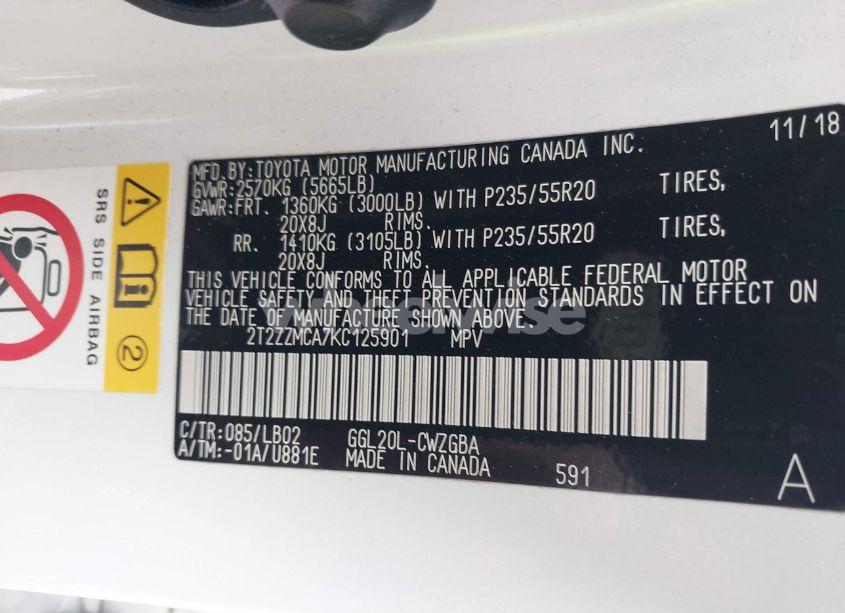 11/18
MFD.BY:TOYOTA MOTOR MANUFACTURING CANADA INC.
GVWR:2570KG (5665LB)
GAWR:FRT. 1360KG (3000LB) WITH P235/55R20 TIRES,
20X8J RIMS.
RR. 1410KG (3105LB) WITH P235/55R20 TIRES,
20X8J RIMS.
THIS VEHICLE CONFORMS TO ALL APPLICABLE FEDERAL MOTOR
VEHICLE SAFETY AND THEFT PREVENTION STANDARDS IN EFFECT ON
THE DATE OF MANUFACTURE SHOWN ABOVE.
2T2ZZMCA7KC125901 MPV
C/TR:085/LB02 GGL20L-CWZGBA
A/TM:-01A/U881E MADE IN CANADA 591
A
SRS SIDE AIRBAG
2